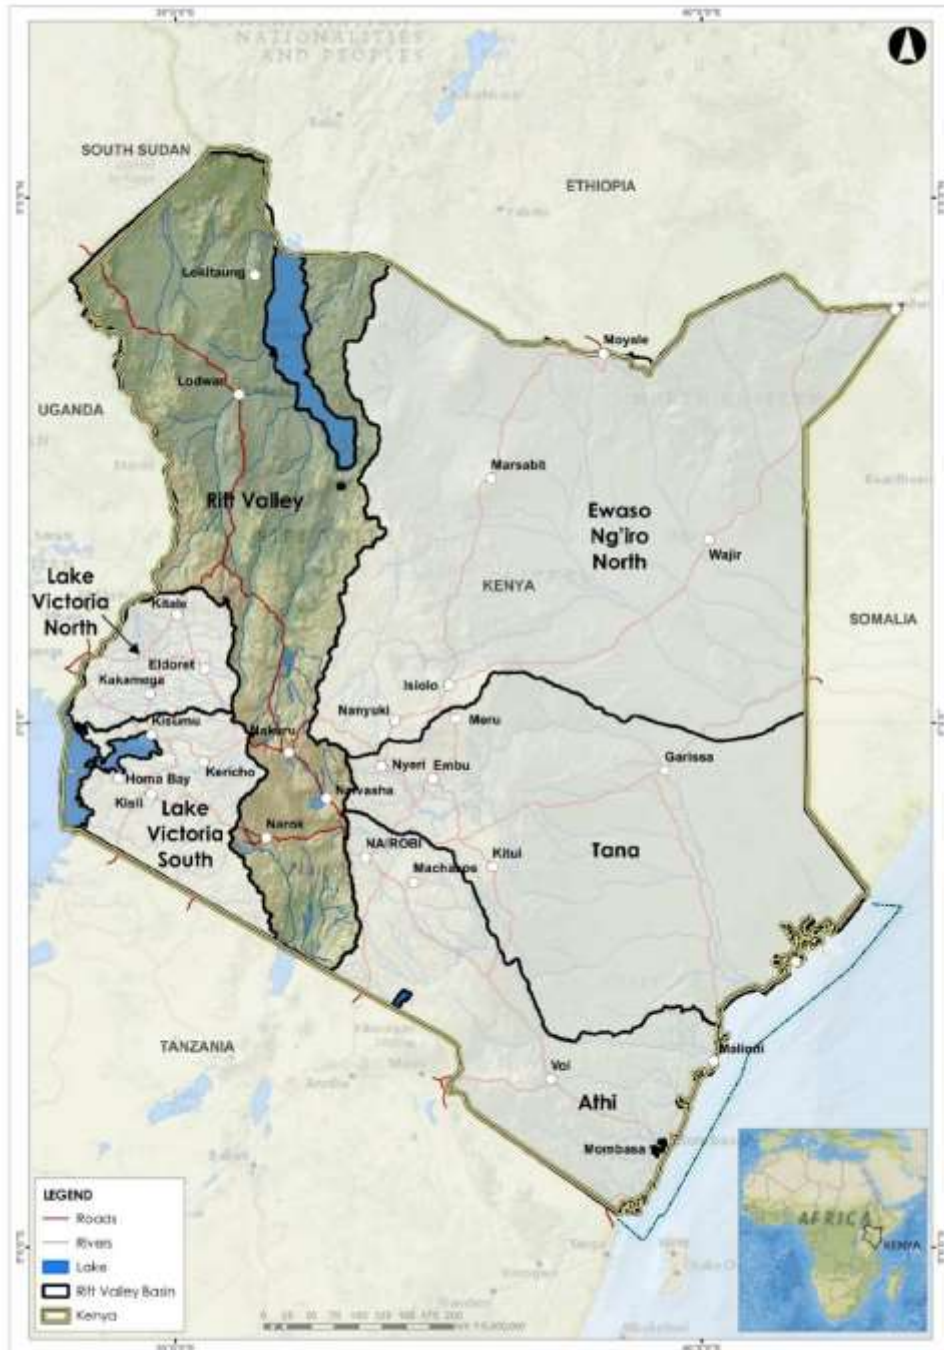 NATIONALITIES
AND PEOPLES
SOUTH SUDAN
ETHIOPIA
Lokitaung
Moyale
Lodwar
UGANDA
Marsabit
Rift Valley
Ewaso
Ng'iro
North
Wajir
KENYA
Lake
Victoria
North
Kitale
SOMALIA
Eldoret
Kakamega
Isiolo
Nanyuki
Meru
Kisumu
Nakuru
Nyeri
Embu
Garissa
Kericho
Homa Bay
Naivasha
Kisii
Lake
Victoria
South
Narok
NAIROBI
Kitui
Tana
Machakos
TANZANIA
Malindi
Voi
Athi
Mombasa
LEGEND
Roads
Rivers
Lake
Rift Valley Basin
Kenya
AFRICA
KENYA